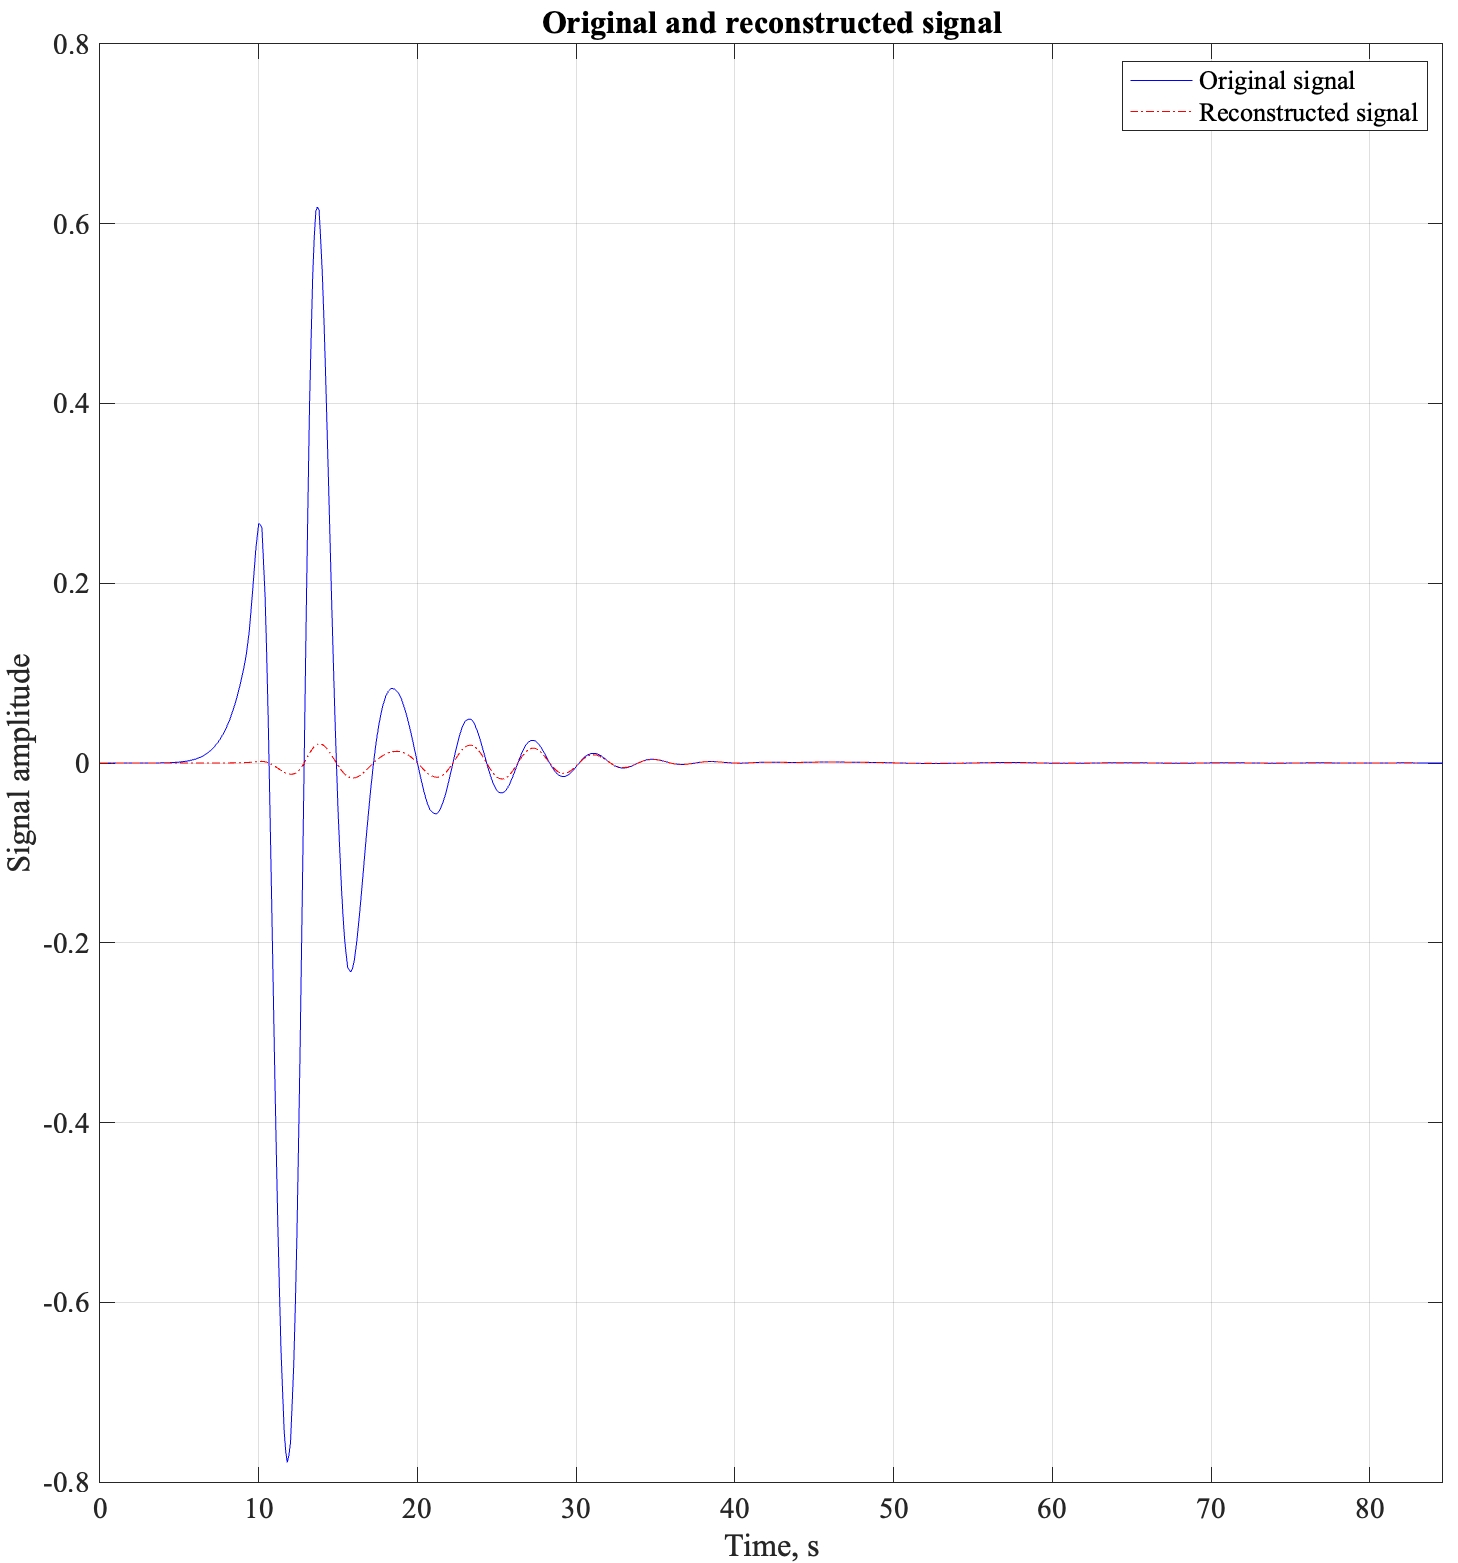 Original and reconstructed signal
Original signal
Reconstructed signal
Signal amplitude
0.8
0.6
0.4
0.2
0
-0.2
-0.4
-0.6
-0.8
0 10 20 30 40 50 60 70 80
Time, s